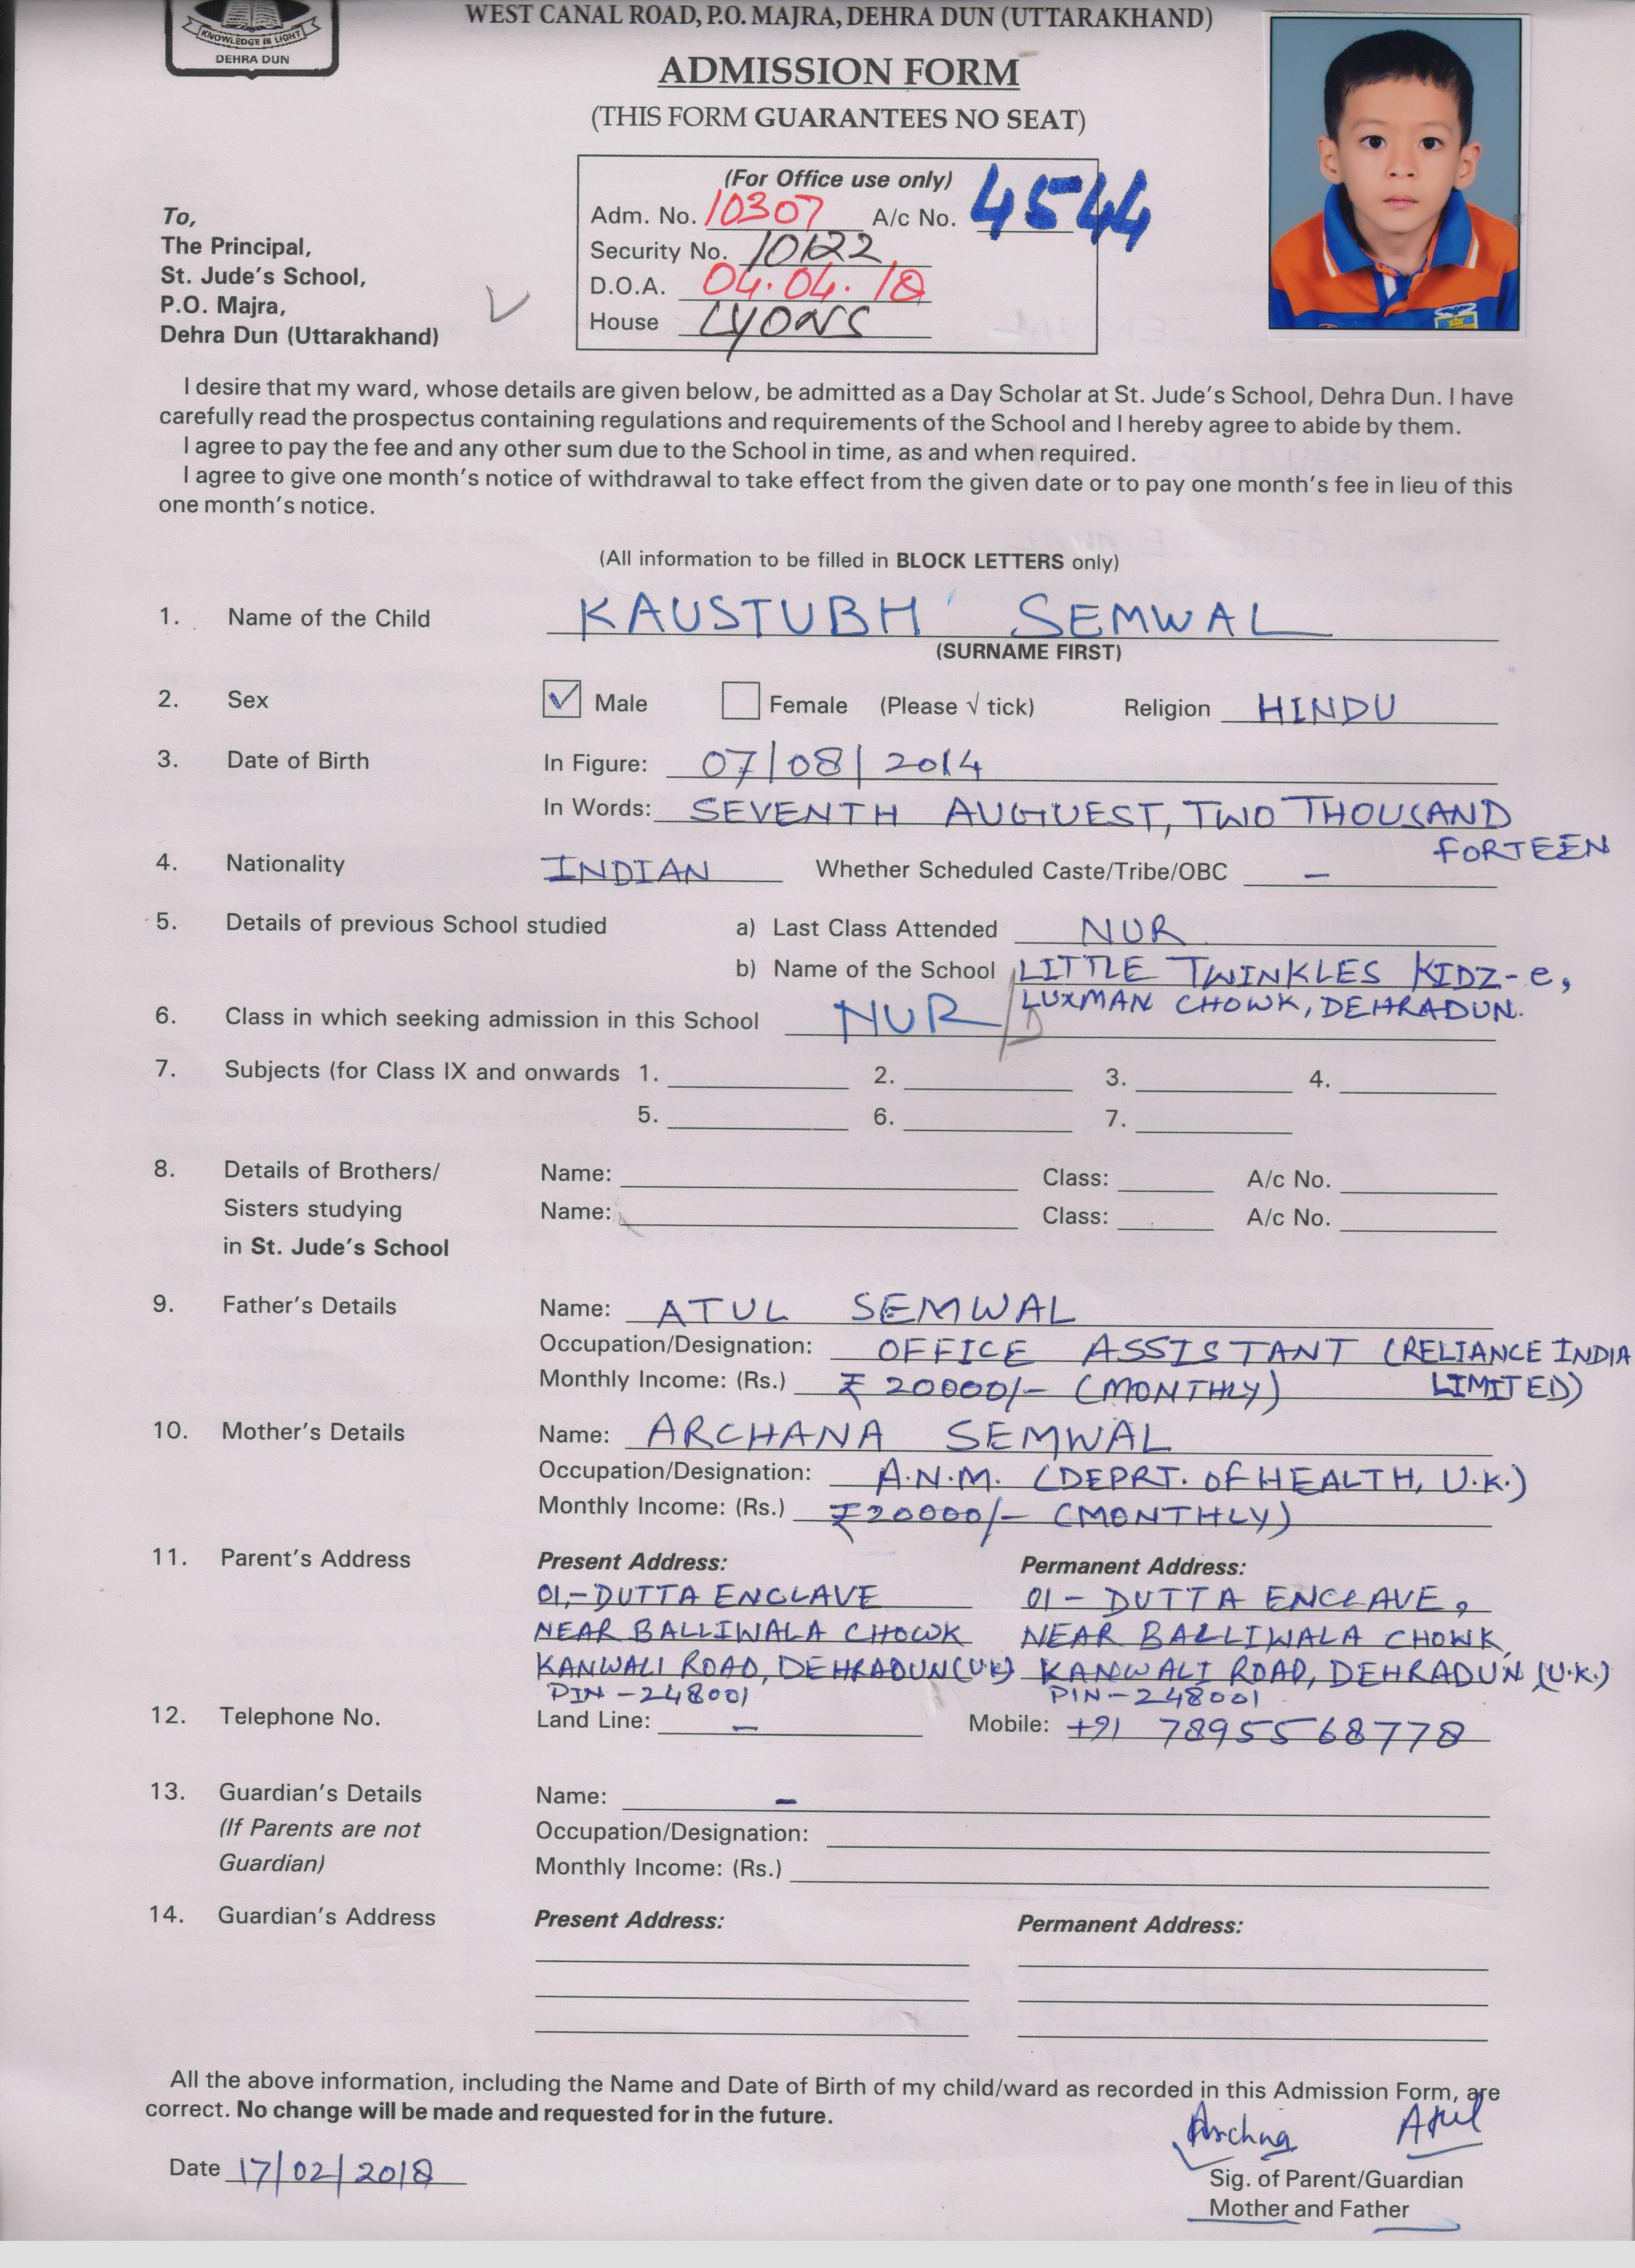 KNOWLEDGE IS LIGHT
DEHRA DUN
WEST CANAL ROAD, P.O. MAJRA, DEHRA DUN (UTTARAKHAND)
ADMISSION FORM
(THIS FORM GUARANTEES NO SEAT)
(For Office use only)
Adm. No. 10307 A/c No. 4544
Security No. 10122
D.O.A. 04.04.18
House LYONS
To,
The Principal,
St. Jude's School,
P.O. Majra,
Dehra Dun (Uttarakhand)
I desire that my ward, whose details are given below, be admitted as a Day Scholar at St. Jude's School, Dehra Dun. I have
carefully read the prospectus containing regulations and requirements of the School and I hereby agree to abide by them.
I agree to pay the fee and any other sum due to the School in time, as and when required.
I agree to give one month's notice of withdrawal to take effect from the given date or to pay one month's fee in lieu of this
one month's notice.
(All information to be filled in BLOCK LETTERS only)
1. Name of the Child KAUSTUBH SEMWAL
(SURNAME FIRST)
2. Sex Male Female (Please √ tick) Religion HINDU
3. Date of Birth In Figure: 07/08/2014
In Words: SEVENTH AUGUEST, TWO THOUSAND
FORTEEN
4. Nationality INDIAN Whether Scheduled Caste/Tribe/OBC –
5. Details of previous School studied a) Last Class Attended NUR
b) Name of the School LITTLE TWINKLES KIDZ-e,
LUXMAN CHOWK, DEHRADUN.
6. Class in which seeking admission in this School NUR / D
7. Subjects (for Class IX and onwards 1. 2. 3. 4.
5. 6. 7.
8. Details of Brothers/ Name: Class: A/c No.
Sisters studying Name: Class: A/c No.
in St. Jude's School
9. Father's Details Name: ATUL SEMWAL
Occupation/Designation: OFFICE ASSISTANT (RELIANCE INDIA
Monthly Income: (Rs.) ₹ 20000/- (MONTHLY) LIMITED)
10. Mother's Details Name: ARCHANA SEMWAL
Occupation/Designation: A.N.M. (DEPRT. OF HEALTH, U.K.)
Monthly Income: (Rs.) ₹20000/- (MONTHLY)
11. Parent's Address Present Address: Permanent Address:
01,-DUTTA ENCLAVE 01 - DUTTA ENCLAVE,
NEAR BALLIWALA CHOWK NEAR BALLIWALA CHOWK,
KANWALI ROAD, DEHRADUN(UK) KANWALI ROAD, DEHRADUN (U.K.)
PIN-248001 PIN-248001
12. Telephone No. Land Line: – Mobile: +91 7895568778
13. Guardian's Details Name: –
(If Parents are not Occupation/Designation:
Guardian) Monthly Income: (Rs.)
14. Guardian's Address Present Address: Permanent Address:
All the above information, including the Name and Date of Birth of my child/ward as recorded in this Admission Form, are
correct. No change will be made and requested for in the future.
Archna Atul
Date 17/02/2018
Sig. of Parent/Guardian
Mother and Father